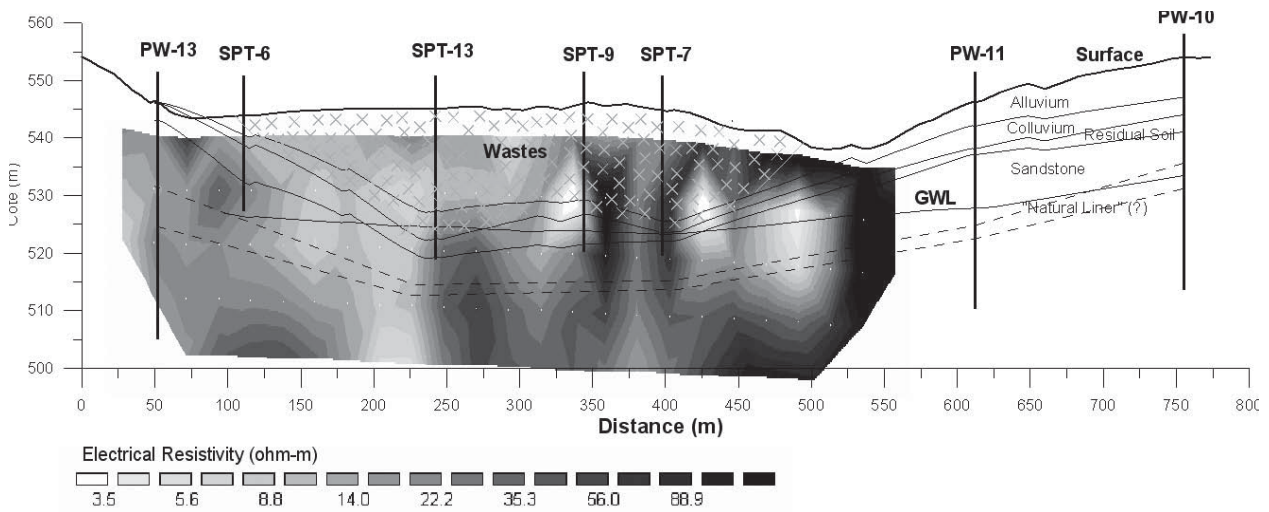 560
550
540
530
520
510
500
Cote (m)
PW-13
SPT-6
SPT-13
SPT-9
SPT-7
PW-11
PW-10
Surface
Wastes
Alluvium
Colluvium
Residual Soil
Sandstone
GWL
"Natural Liner" (?)
0 50 100 150 200 250 300 350 400 450 500 550 600 650 700 750 800
Distance (m)
Electrical Resistivity (ohm-m)
3.5 5.6 8.8 14.0 22.2 35.3 56.0 88.9